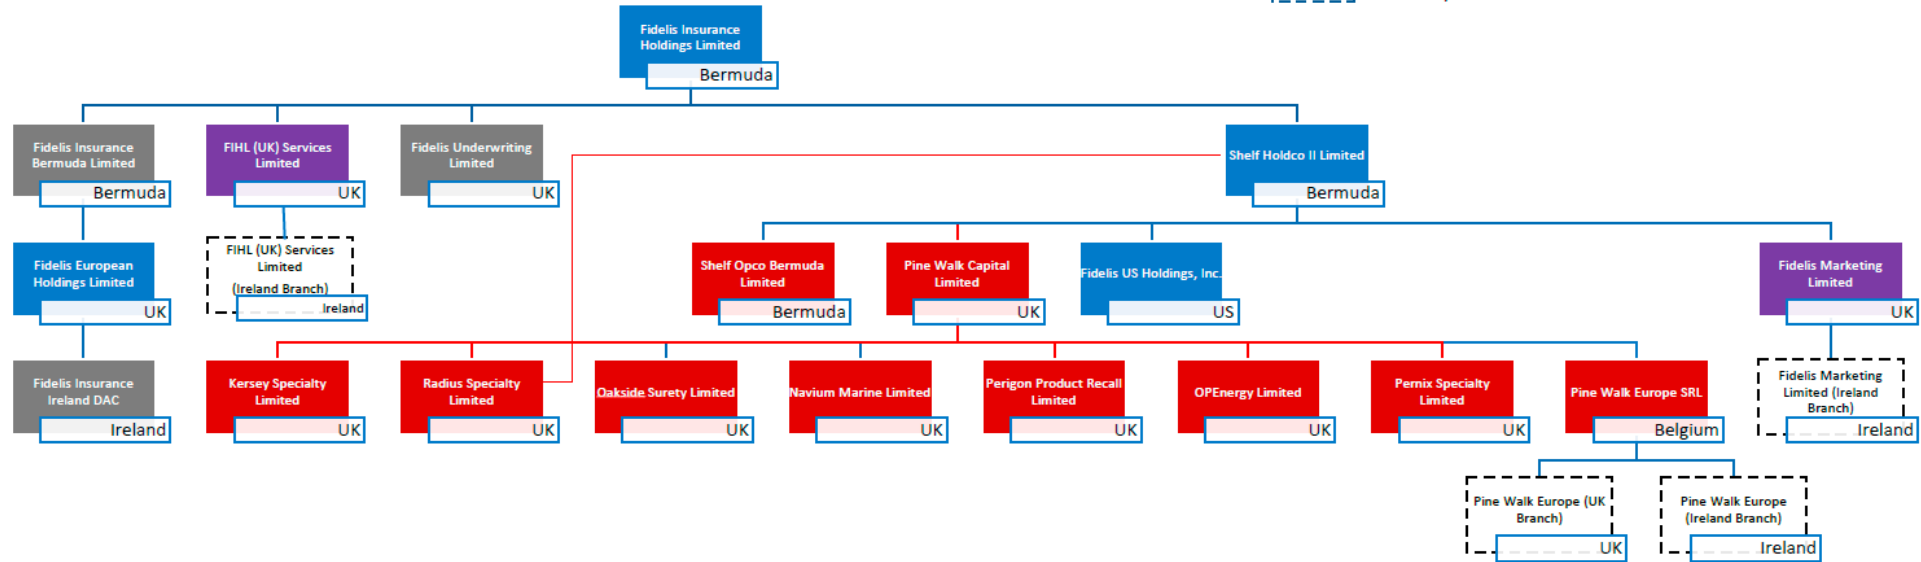 Fidelis Insurance
Holdings Limited
Bermuda
Fidelis Insurance
Bermuda Limited
Bermuda
FIHL (UK) Services
Limited
UK
Fidelis Underwriting
Limited
UK
Shelf Holdco II Limited
Bermuda
Fidelis European
Holdings Limited
UK
FIHL (UK) Services
Limited
(Ireland Branch)
Ireland
Shelf Opco Bermuda
Limited
Bermuda
Pine Walk Capital
Limited
UK
Fidelis US Holdings, Inc.
US
Fidelis Marketing
Limited
UK
Fidelis Insurance
Ireland DAC
Ireland
Kersey Specialty
Limited
UK
Radius Specialty
Limited
UK
Oakside Surety Limited
UK
Navium Marine Limited
UK
Perigon Product Recall
Limited
UK
OPEnergy Limited
UK
Pernix Specialty
Limited
UK
Pine Walk Europe SRL
Belgium
Fidelis Marketing
Limited (Ireland
Branch)
Ireland
Pine Walk Europe (UK
Branch)
UK
Pine Walk Europe
(Ireland Branch)
Ireland